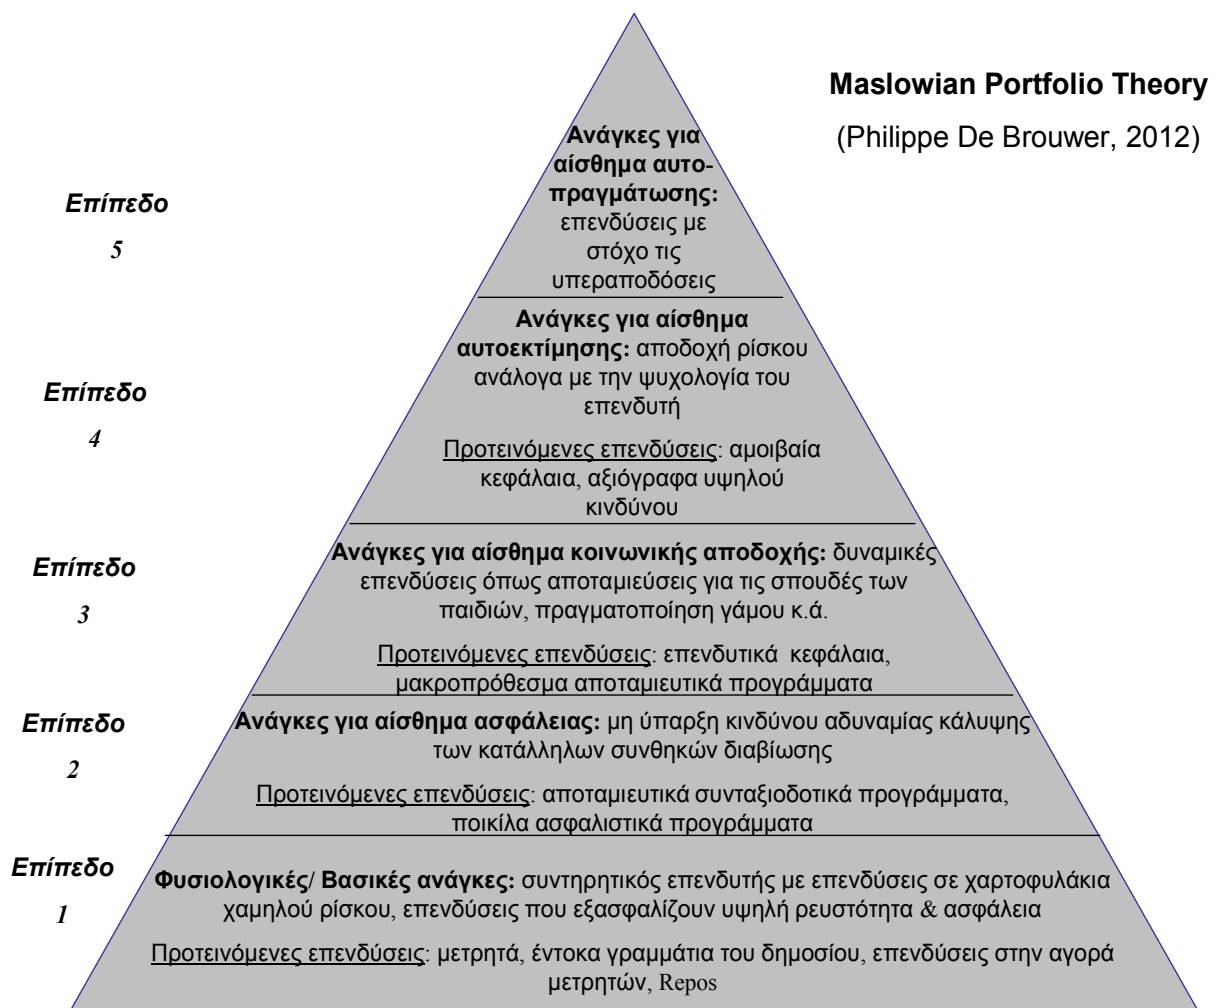 Maslowian Portfolio Theory
(Philippe De Brouwer, 2012)
Επίπεδο
5
Ανάγκες για
αίσθημα αυτο-
πραγμάτωσης:
επενδύσεις με
στόχο τις
υπεραποδόσεις
Επίπεδο
4
Ανάγκες για αίσθημα
αυτοεκτίμησης: αποδοχή ρίσκου
ανάλογα με την ψυχολογία του
επενδυτή
Προτεινόμενες επενδύσεις: αμοιβαία
κεφάλαια, αξιόγραφα υψηλού
κινδύνου
Επίπεδο
3
Ανάγκες για αίσθημα κοινωνικής αποδοχής: δυναμικές
επενδύσεις όπως αποταμιεύσεις για τις σπουδές των
παιδιών, πραγματοποίηση γάμου κ.ά.
Προτεινόμενες επενδύσεις: επενδυτικά κεφάλαια,
μακροπρόθεσμα αποταμιευτικά προγράμματα
Επίπεδο
2
Ανάγκες για αίσθημα ασφάλειας: μη ύπαρξη κινδύνου αδυναμίας κάλυψης
των κατάλληλων συνθηκών διαβίωσης
Προτεινόμενες επενδύσεις: αποταμιευτικά συνταξιοδοτικά προγράμματα,
ποικίλα ασφαλιστικά προγράμματα
Επίπεδο
1
Φυσιολογικές/ Βασικές ανάγκες: συντηρητικός επενδυτής με επενδύσεις σε χαρτοφυλάκια
χαμηλού ρίσκου, επενδύσεις που εξασφαλίζουν υψηλή ρευστότητα & ασφάλεια
Προτεινόμενες επενδύσεις: μετρητά, έντοκα γραμμάτια του δημοσίου, επενδύσεις στην αγορά
μετρητών, Repos